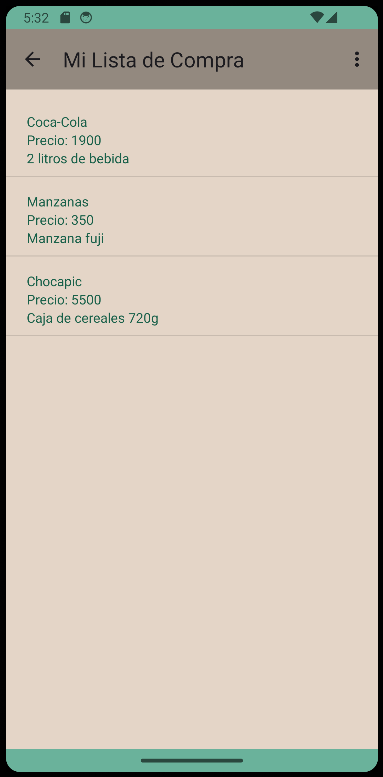 5:32
Mi Lista de Compra
Coca-Cola
Precio: 1900
2 litros de bebida
Manzanas
Precio: 350
Manzana fuji
Chocapic
Precio: 5500
Caja de cereales 720g